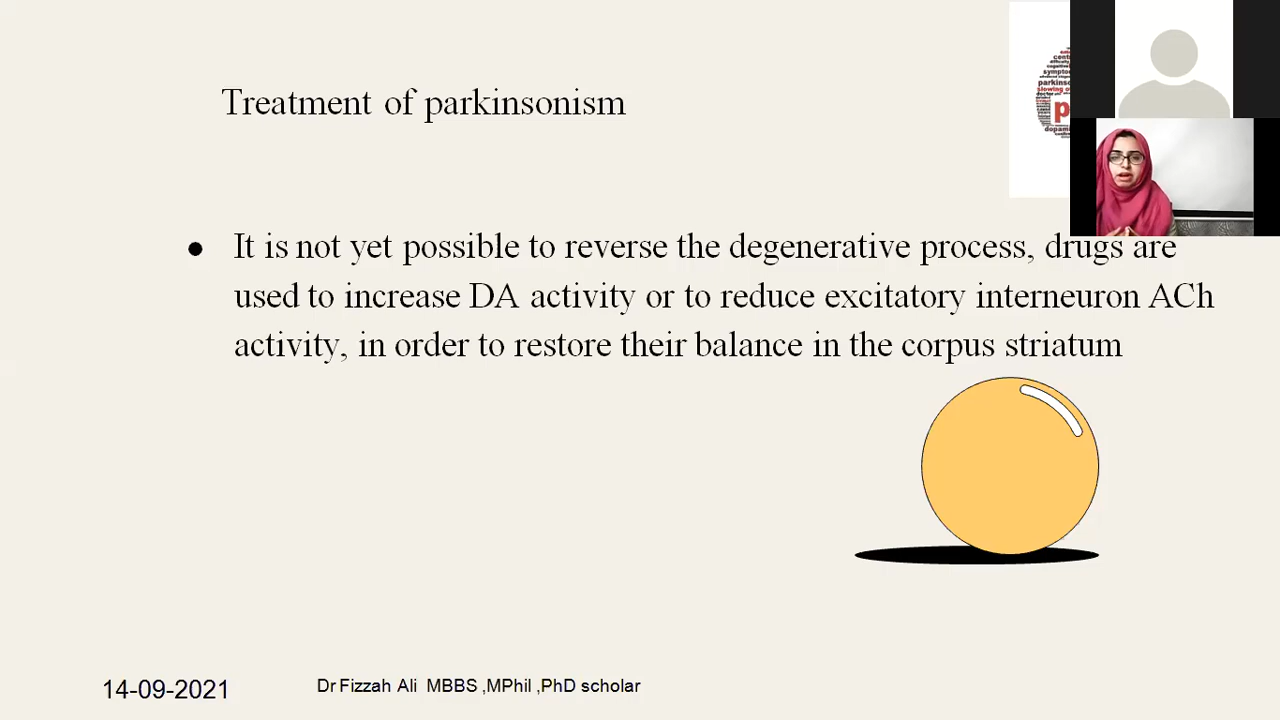 Treatment of parkinsonism
● It is not yet possible to reverse the degenerative process, drugs are
used to increase DA activity or to reduce excitatory interneuron ACh
activity, in order to restore their balance in the corpus striatum
14-09-2021
Dr Fizzah Ali MBBS ,MPhil ,PhD scholar